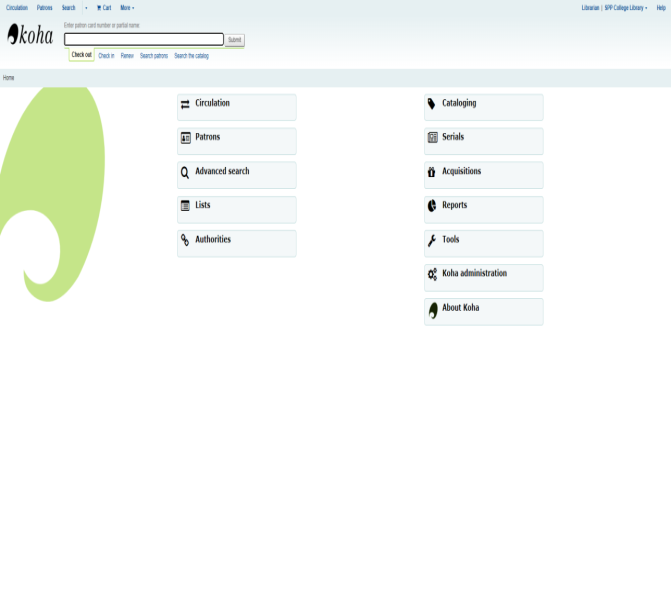 Circulation Patrons Search Cart More Librarian | SPP College Library Help
koha
Enter patron card number or partial name:
Submit
Check out Check in Renew Search patrons Search the catalog
Home
Circulation
Cataloging
Patrons
Serials
Advanced search
Acquisitions
Lists
Reports
Authorities
Tools
Koha administration
About Koha